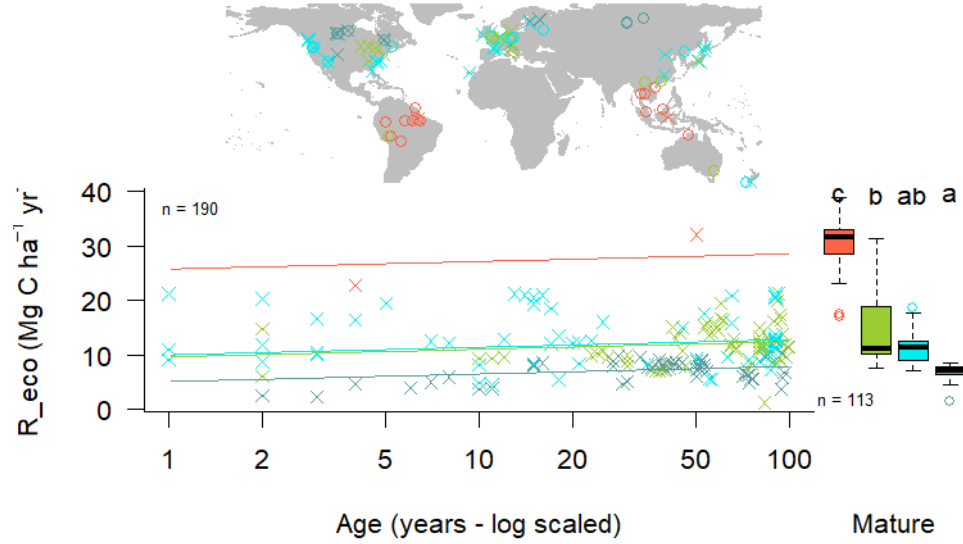 R_eco (Mg C ha⁻¹ yr
40
30
20
10
0
n = 190
c b ab a
n = 113
1 2 5 10 20 50 100
Age (years - log scaled)
Mature